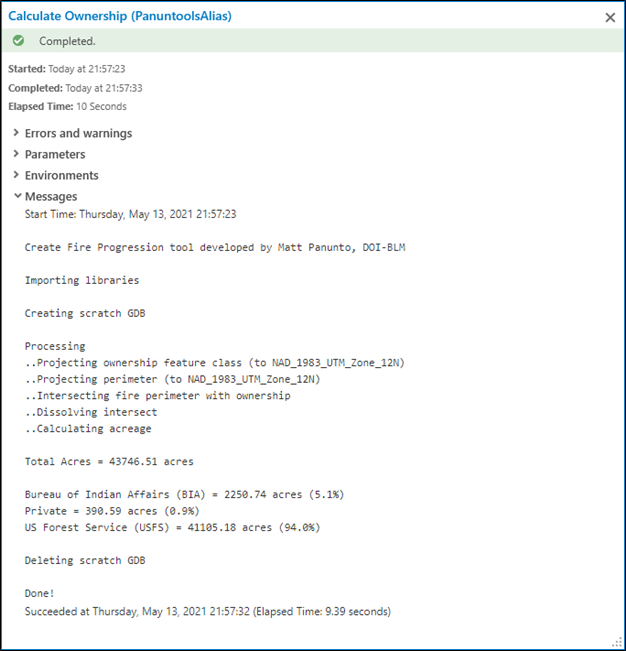 Calculate Ownership (PanuntoolsAlias)
Completed.
Started: Today at 21:57:23
Completed: Today at 21:57:33
Elapsed Time: 10 Seconds
Errors and warnings
Parameters
Environments
Messages
Start Time: Thursday, May 13, 2021 21:57:23
Create Fire Progression tool developed by Matt Panunto, DOI-BLM
Importing libraries
Creating scratch GDB
Processing
..Projecting ownership feature class (to NAD_1983_UTM_Zone_12N)
..Projecting perimeter (to NAD_1983_UTM_Zone_12N)
..Intersecting fire perimeter with ownership
..Dissolving intersect
..Calculating acreage
Total Acres = 43746.51 acres
Bureau of Indian Affairs (BIA) = 2250.74 acres (5.1%)
Private = 390.59 acres (0.9%)
US Forest Service (USFS) = 41105.18 acres (94.0%)
Deleting scratch GDB
Done!
Succeeded at Thursday, May 13, 2021 21:57:32 (Elapsed Time: 9.39 seconds)